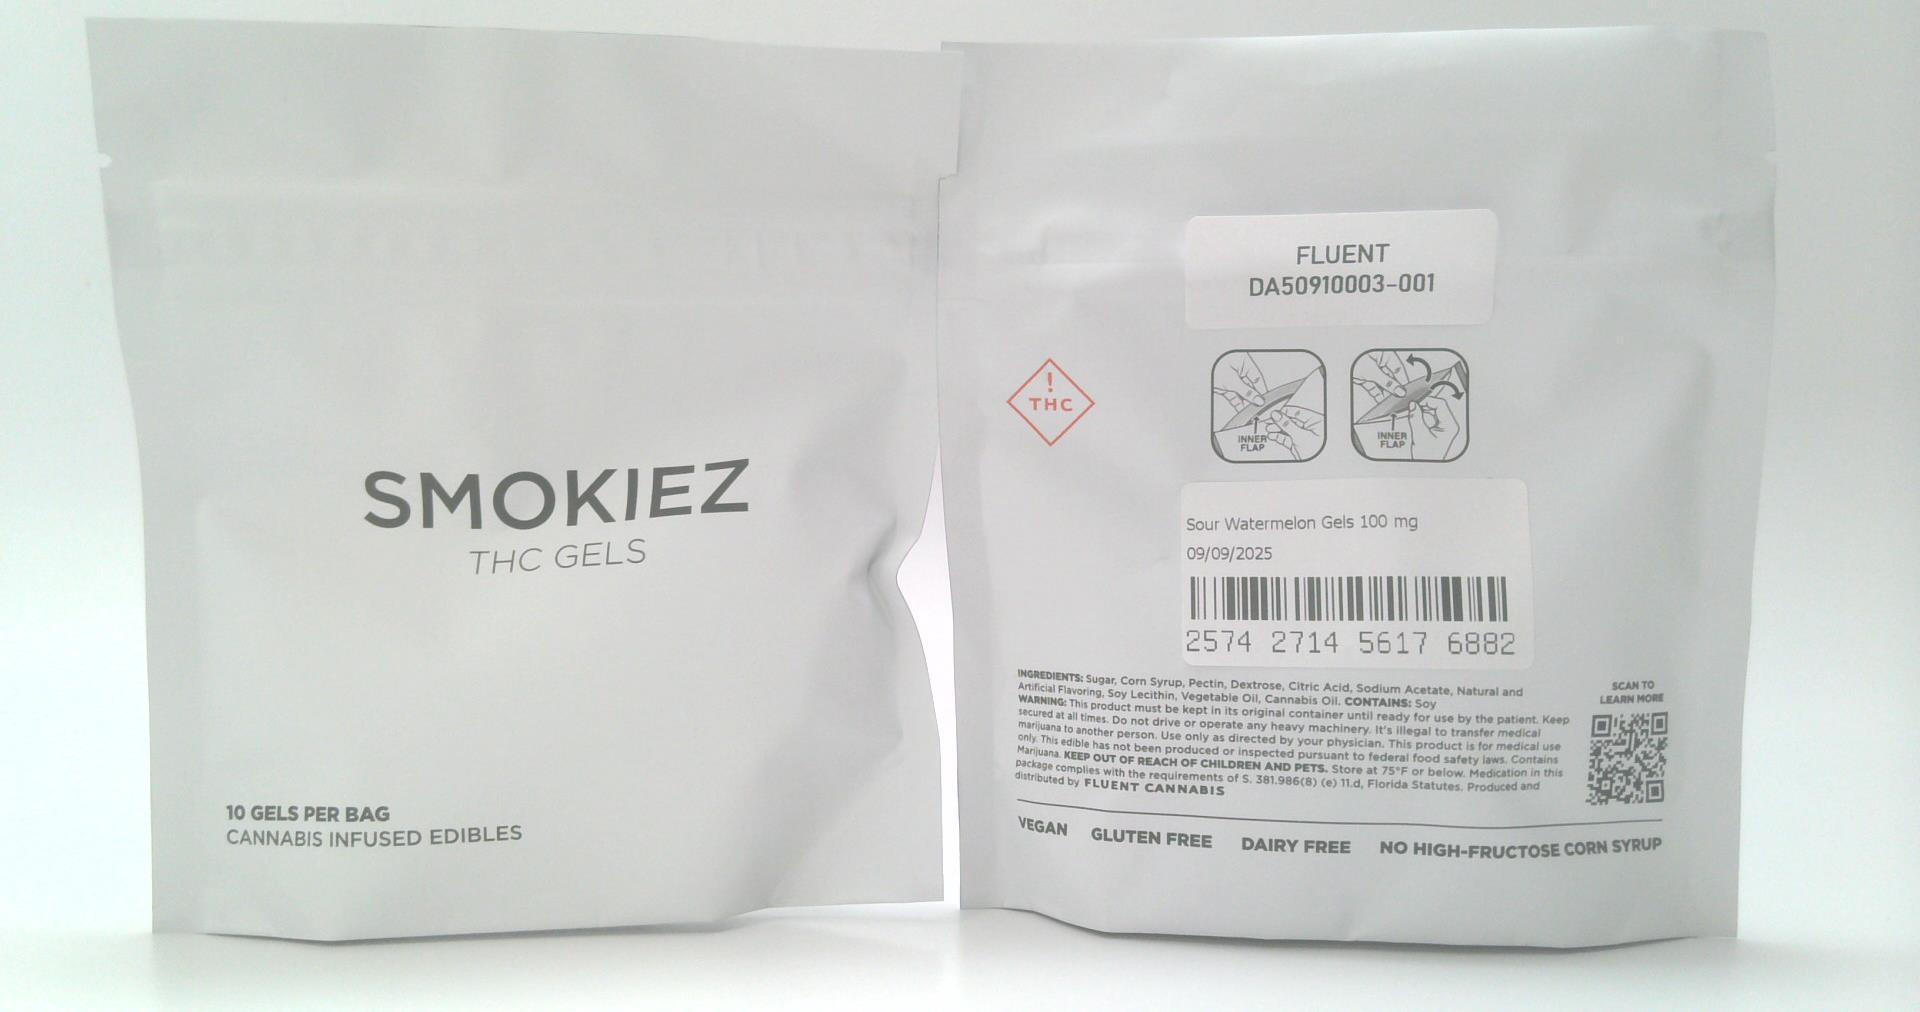 SMOKIEZ
THC GELS
10 GELS PER BAG
CANNABIS INFUSED EDIBLES
FLUENT
DA50910003-001
!
THC
INNER
FLAP
INNER
FLAP
Sour Watermelon Gels 100 mg
09/09/2025
2574 2714 5617 6882
INGREDIENTS: Sugar, Corn Syrup, Pectin, Dextrose, Citric Acid, Sodium Acetate, Natural and
Artificial Flavoring, Soy Lecithin, Vegetable Oil, Cannabis Oil. CONTAINS: Soy
WARNING: This product must be kept in its original container until ready for use by the patient. Keep
secured at all times. Do not drive or operate any heavy machinery. It's illegal to transfer medical
marijuana to another person. Use only as directed by your physician. This product is for medical use
only. This edible has not been produced or inspected pursuant to federal food safety laws. Contains
Marijuana. KEEP OUT OF REACH OF CHILDREN AND PETS. Store at 75°F or below. Medication in this
package complies with the requirements of S. 381.986(8) (e) 11.d, Florida Statutes. Produced and
distributed by FLUENT CANNABIS
SCAN TO
LEARN MORE
VEGAN GLUTEN FREE DAIRY FREE NO HIGH-FRUCTOSE CORN SYRUP